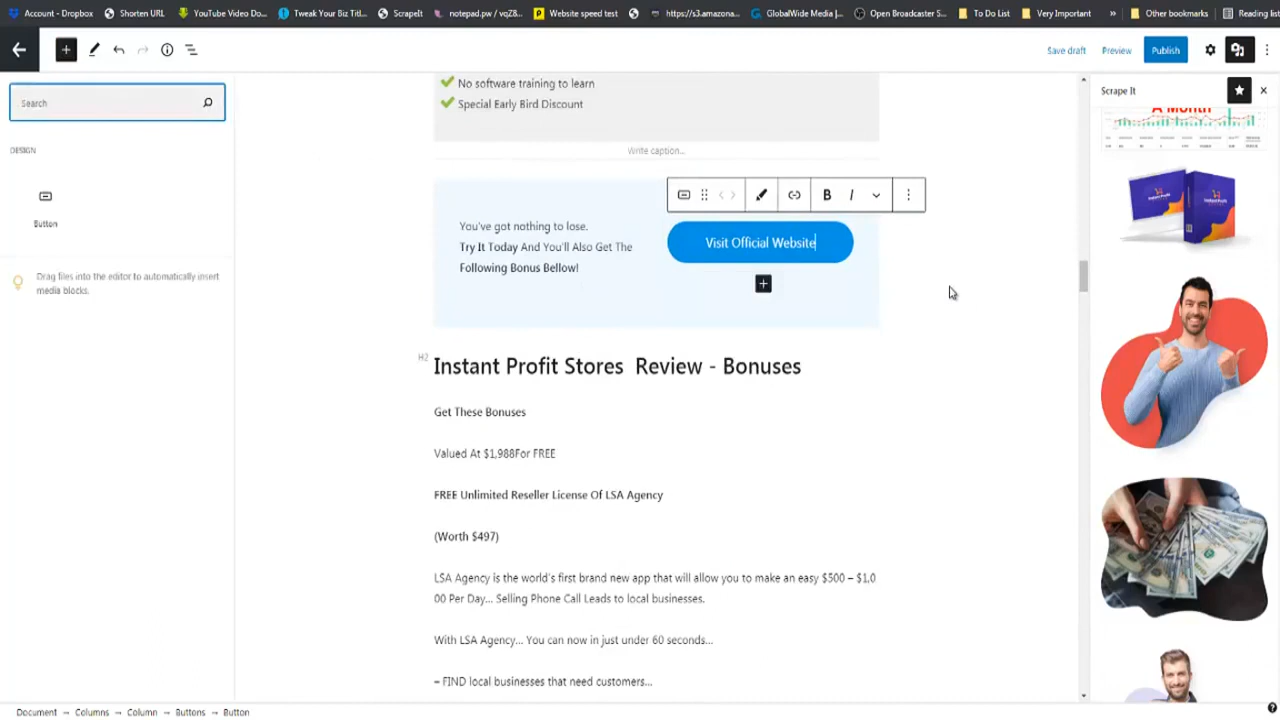 Account - Dropbox
Shorten URL
YouTube Video Do...
Tweak Your Biz Titl...
ScrapeIt
notepad.pw / vqZ8...
Website speed test
https://s3.amazona...
GlobalWide Media |...
Open Broadcaster S...
To Do List
Very Important
»
Other bookmarks
Reading list
Save draft
Preview
Publish
Search
DESIGN
Button
Drag files into the editor to automatically insert
media blocks.
No software training to learn
Special Early Bird Discount
Write caption...
B
I
You've got nothing to lose.
Try It Today And You'll Also Get The
Following Bonus Bellow!
Visit Official Website
H2
Instant Profit Stores Review - Bonuses
Get These Bonuses
Valued At $1,988For FREE
FREE Unlimited Reseller License Of LSA Agency
(Worth $497)
LSA Agency is the world's first brand new app that will allow you to make an easy $500 – $1,0
00 Per Day... Selling Phone Call Leads to local businesses.
With LSA Agency... You can now in just under 60 seconds...
– FIND local businesses that need customers...
Scrape It
A Month
Document → Columns → Column → Buttons → Button